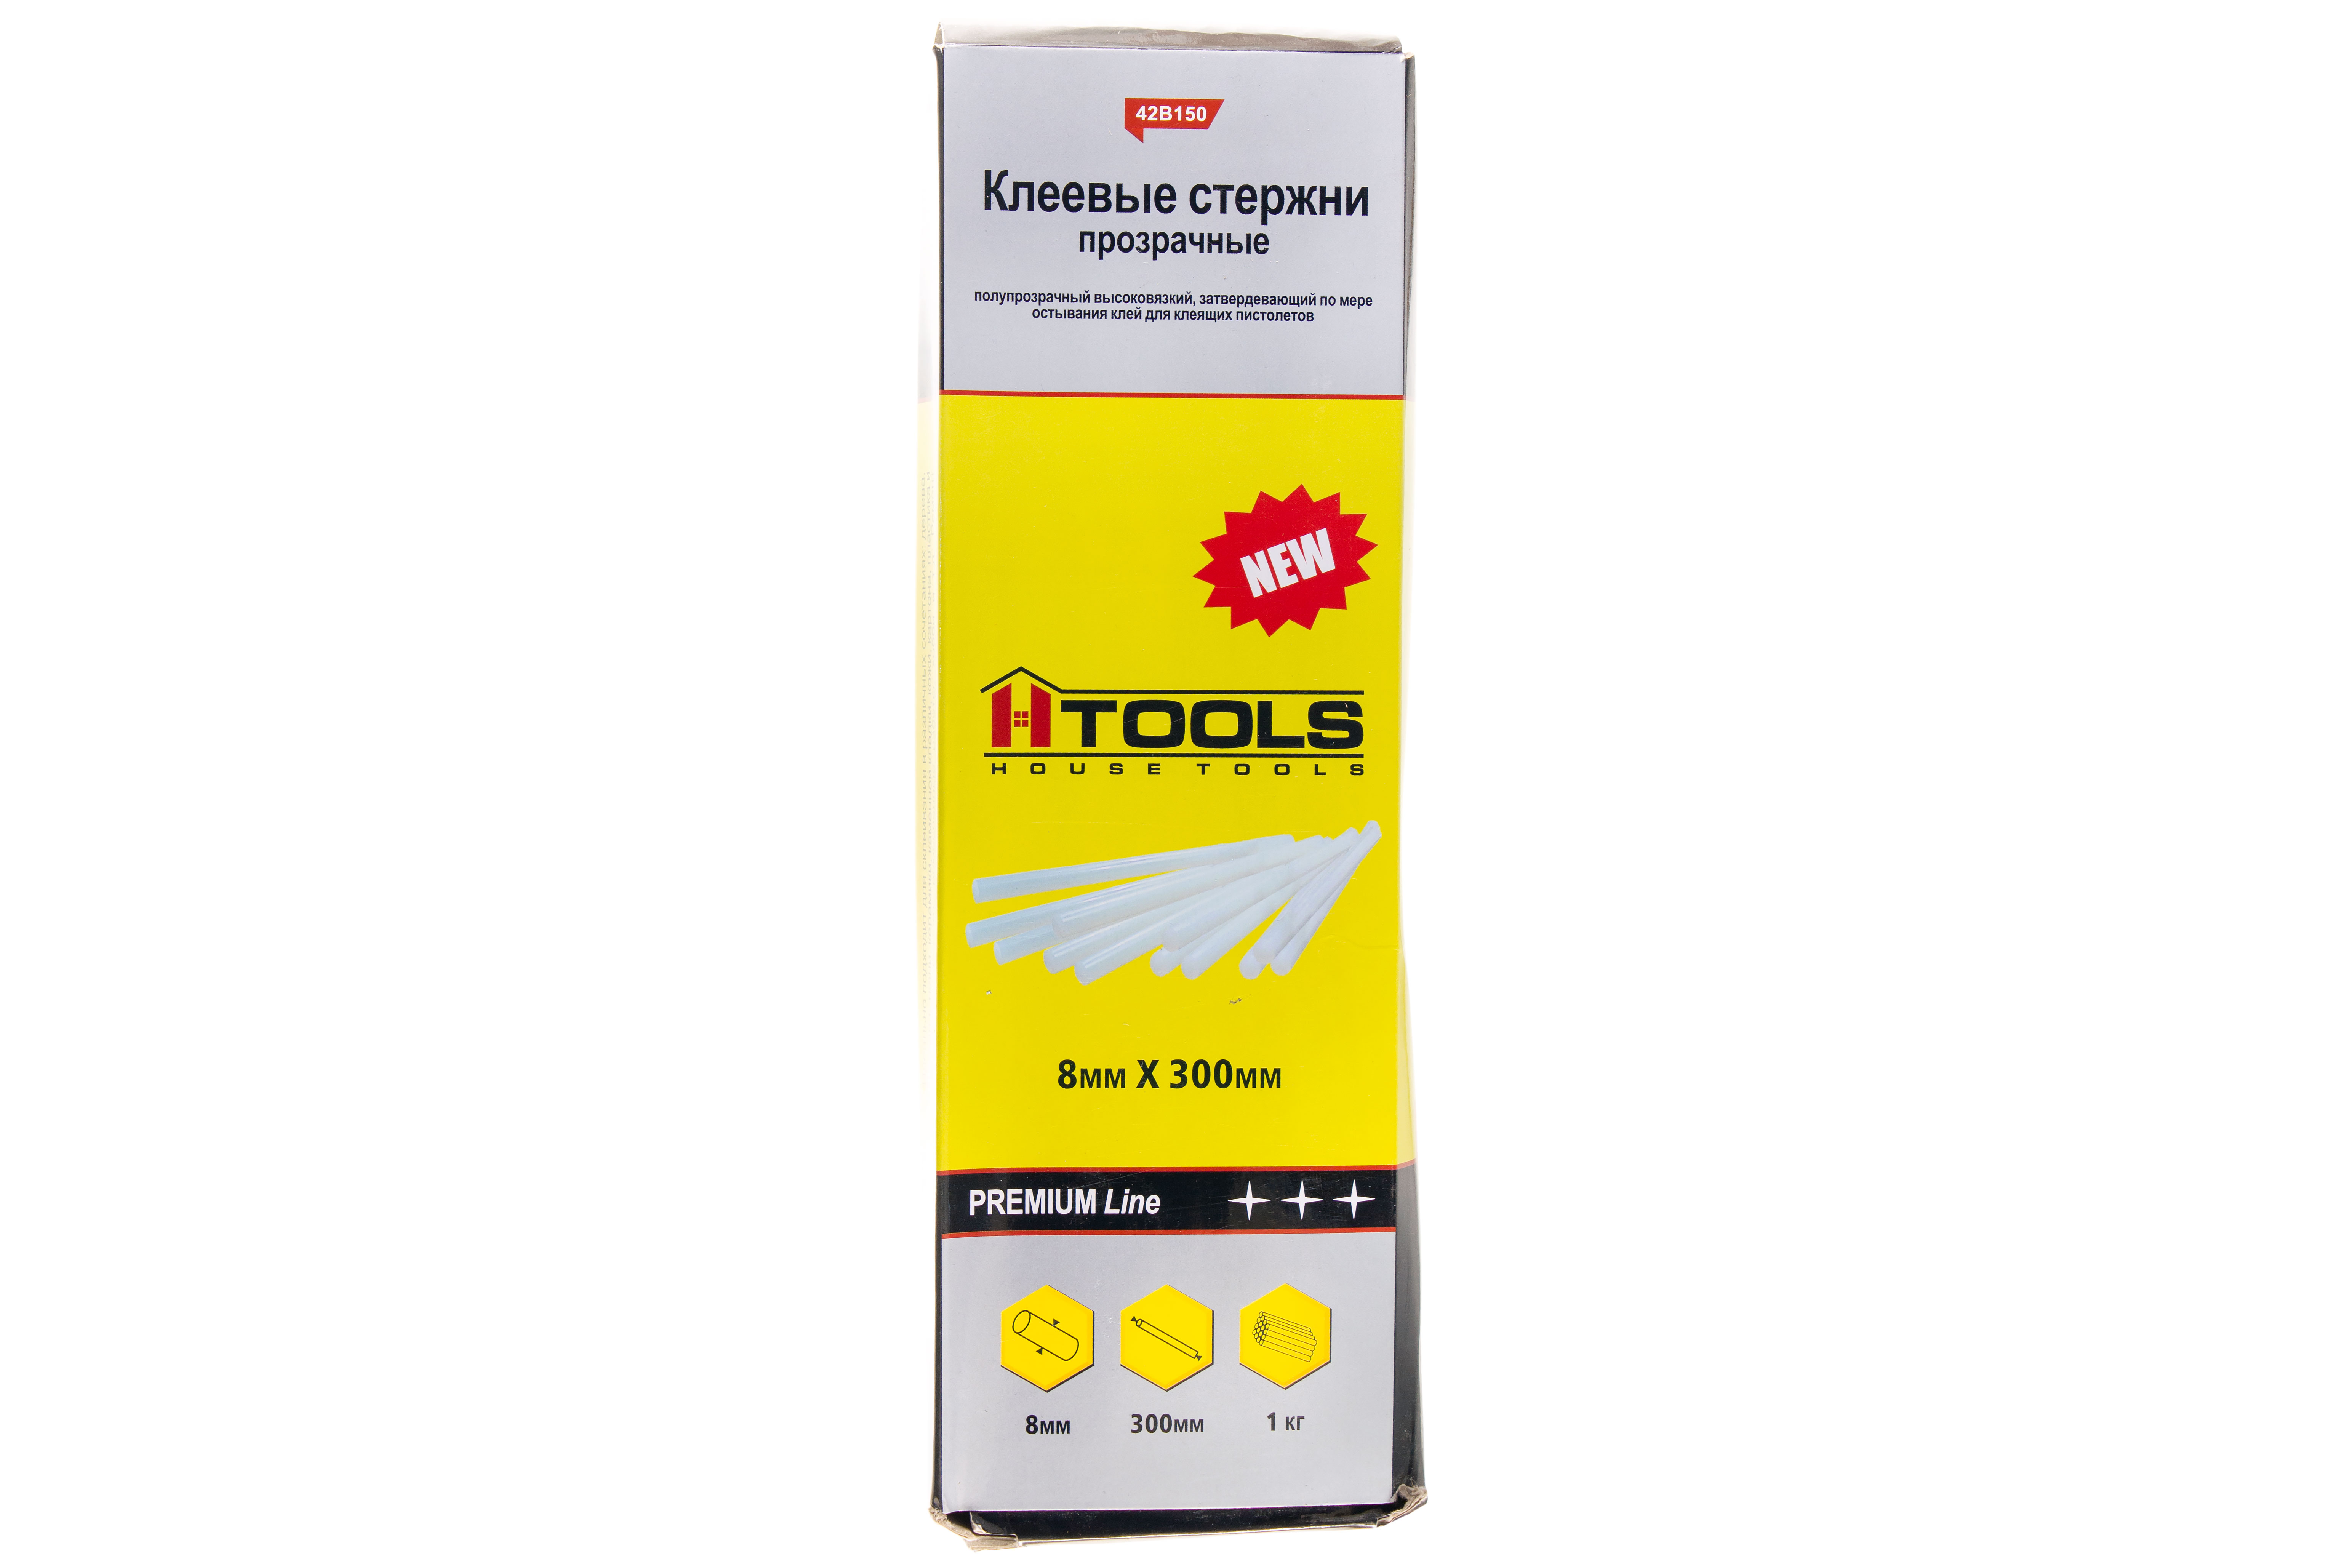 42B150
Клеевые стержни
прозрачные
полупрозрачный высоковязкий, затвердевающий по мере
остывания клей для клеящих пистолетов
NEW
HTOOLS
HOUSE TOOLS
8мм X 300мм
PREMIUM Line
8мм 300мм 1 кг